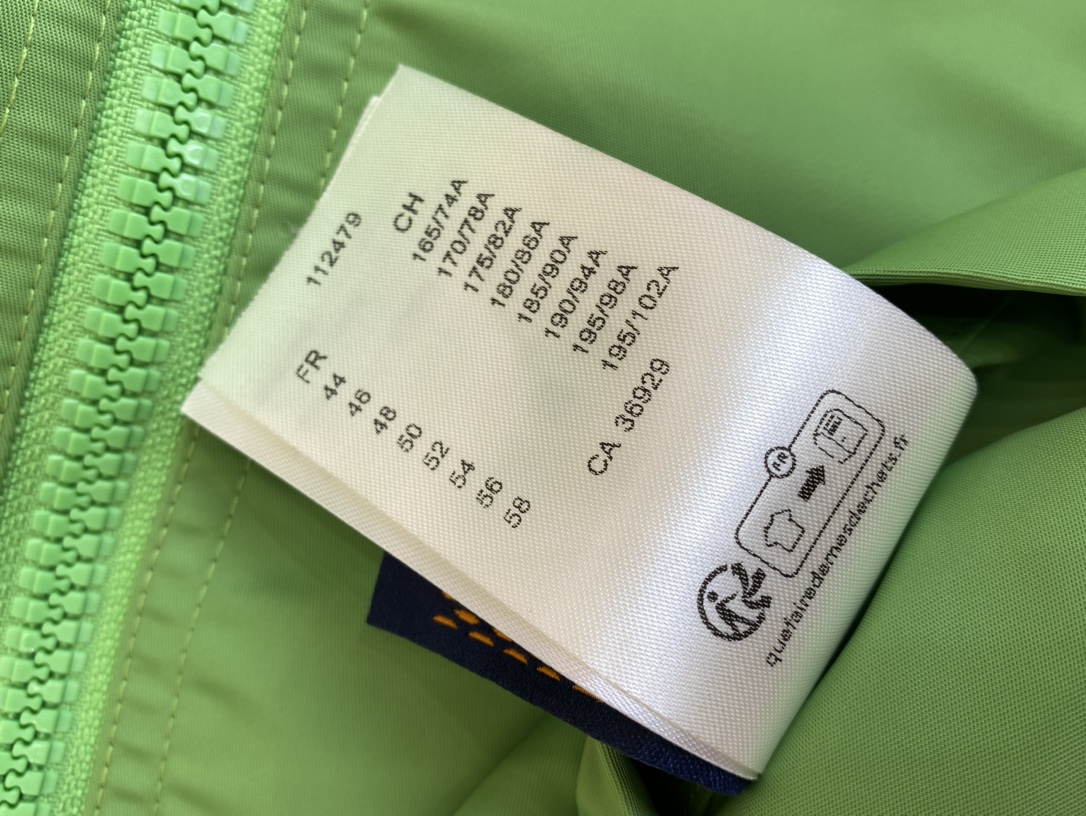 112479
FR CH
44 165/74A
46 170/78A
48 175/82A
50 180/86A
52 185/90A
54 190/94A
56 195/98A
58 195/102A
CA 36929
FR
quefairedemesdechets.fr